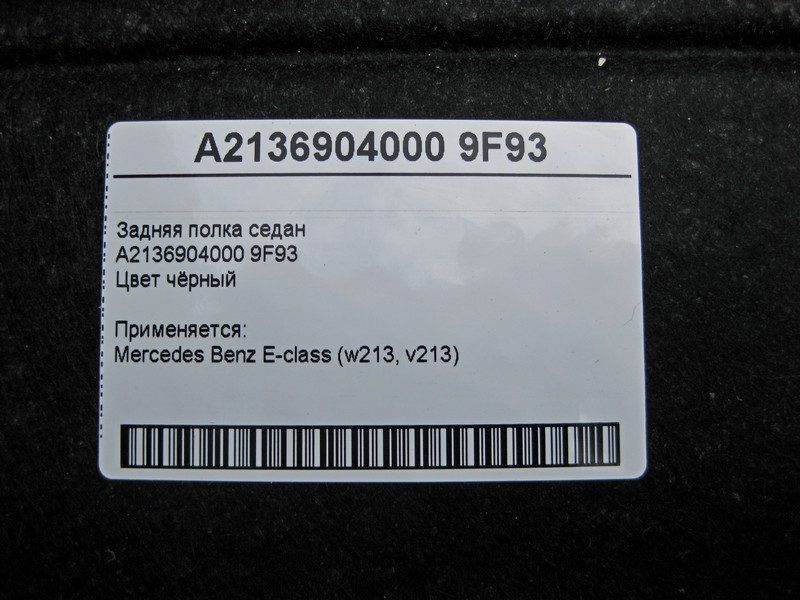 A2136904000 9F93
Задняя полка седан
A2136904000 9F93
Цвет чёрный
Применяется:
Mercedes Benz E-class (w213, v213)